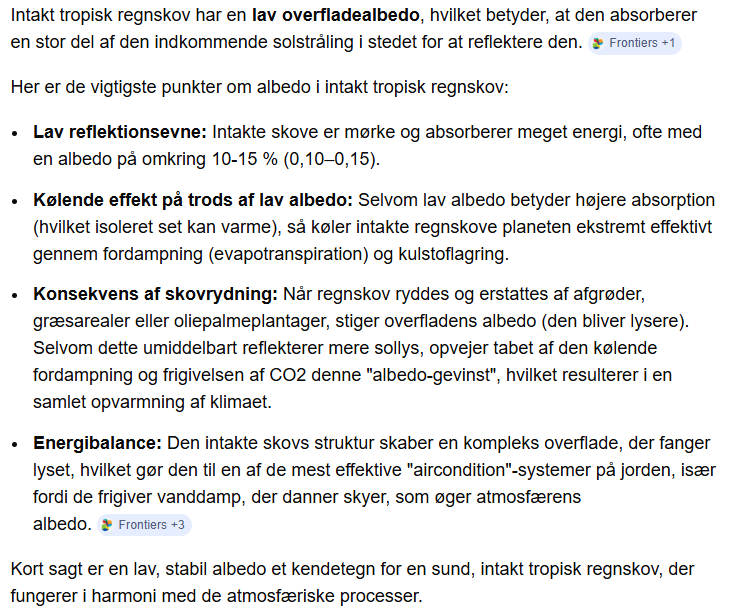 Intakt tropisk regnskov har en lav overfladealbedo, hvilket betyder, at den absorberer
en stor del af den indkommende solstråling i stedet for at reflektere den. Frontiers +1
Her er de vigtigste punkter om albedo i intakt tropisk regnskov:
• Lav reflektionsevne: Intakte skove er mørke og absorberer meget energi, ofte med
en albedo på omkring 10-15 % (0,10–0,15).
• Kølende effekt på trods af lav albedo: Selvom lav albedo betyder højere absorption
(hvilket isoleret set kan varme), så køler intakte regnskove planeten ekstremt effektivt
gennem fordampning (evapotranspiration) og kulstoflagring.
• Konsekvens af skovrydning: Når regnskov ryddes og erstattes af afgrøder,
græsarealer eller oliepalmeplantager, stiger overfladens albedo (den bliver lysere).
Selvom dette umiddelbart reflekterer mere sollys, opvejer tabet af den kølende
fordampning og frigivelsen af CO2 denne "albedo-gevinst", hvilket resulterer i en
samlet opvarmning af klimaet.
• Energibalance: Den intakte skovs struktur skaber en kompleks overflade, der fanger
lyset, hvilket gør den til en af de mest effektive "aircondition"-systemer på jorden, især
fordi de frigiver vanddamp, der danner skyer, som øger atmosfærens
albedo. Frontiers +3
Kort sagt er en lav, stabil albedo et kendetegn for en sund, intakt tropisk regnskov, der
fungerer i harmoni med de atmosfæriske processer.